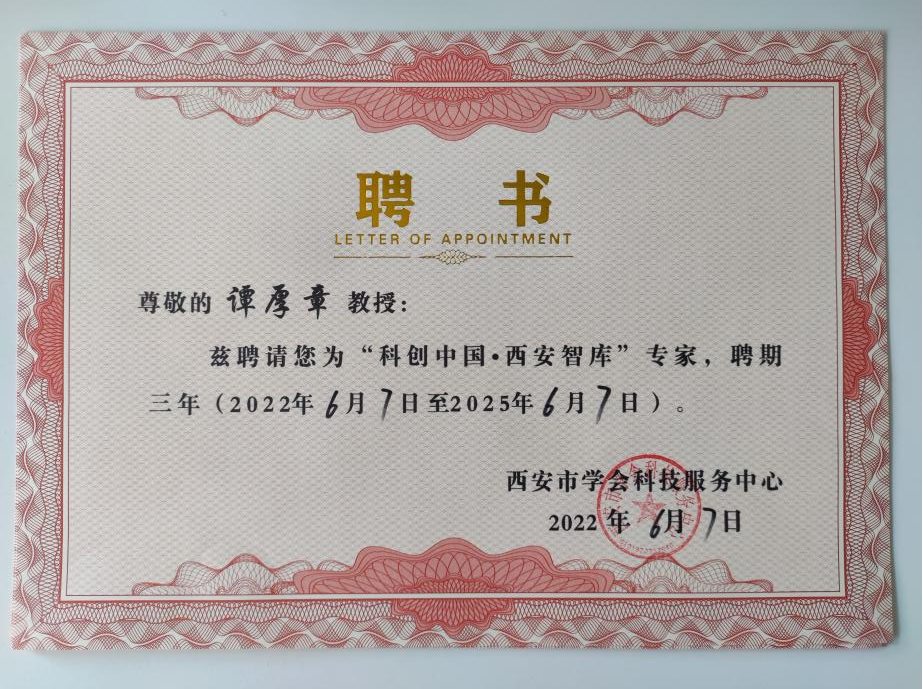 聘 书
LETTER OF APPOINTMENT
尊敬的 谭厚章 教授：
兹聘请您为“科创中国·西安智库”专家，聘期
三年（2022年6月7日至2025年6月7日）。
西安市学会科技服务中心
2022年6月7日